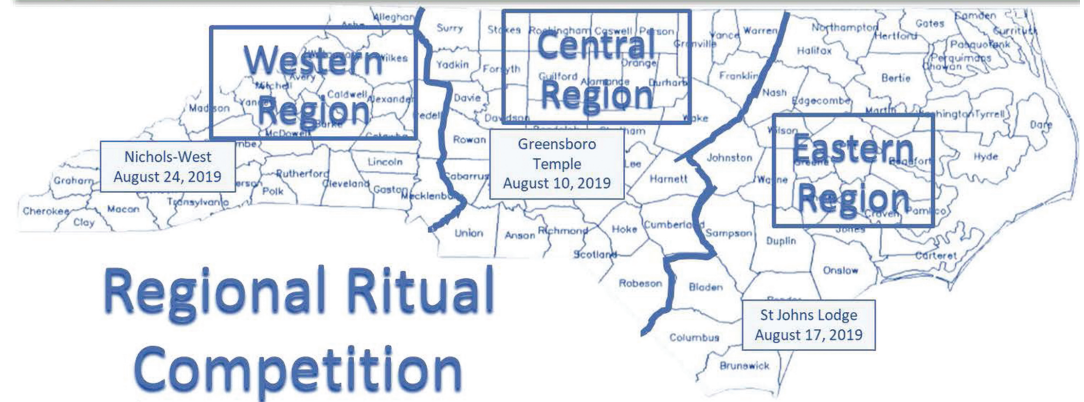 Alleghan
Surry
Stokes
Rockingham
Caswell
Person
Granville
Vance
Warren
Northampton
Hertford
Gates
Camden
Currituck
Pasquotank
Perquimans
Chowan
Halifax
Western
Region
Central
Region
Wilkes
Yadkin
Forsyth
Guilford
Alamance
Orange
Durham
Franklin
Nash
Bertie
Avery
Mitchell
Caldwell
Alexander
Davie
Madison
McDowell
Edgecombe
Martin
Washington
Tyrrell
Dare
Davidson
Rowan
Wake
Wilson
Eastern
Region
Beaufort
Hyde
Nichols-West
August 24, 2019
Greensboro
Temple
August 10, 2019
Lincoln
Lee
Johnston
Harnett
Wayne
Graham
Rutherford
Cleveland
Gaston
Cabarrus
Polk
Mecklenburg
Cherokee
Macon
Transylvania
Clay
Craven
Pamlico
Jones
Union
Anson
Richmond
Hoke
Cumberland
Sampson
Duplin
Scotland
Carteret
Onslow
Robeson
Bladen
Regional Ritual
Competition
St Johns Lodge
August 17, 2019
Columbus
Brunswick